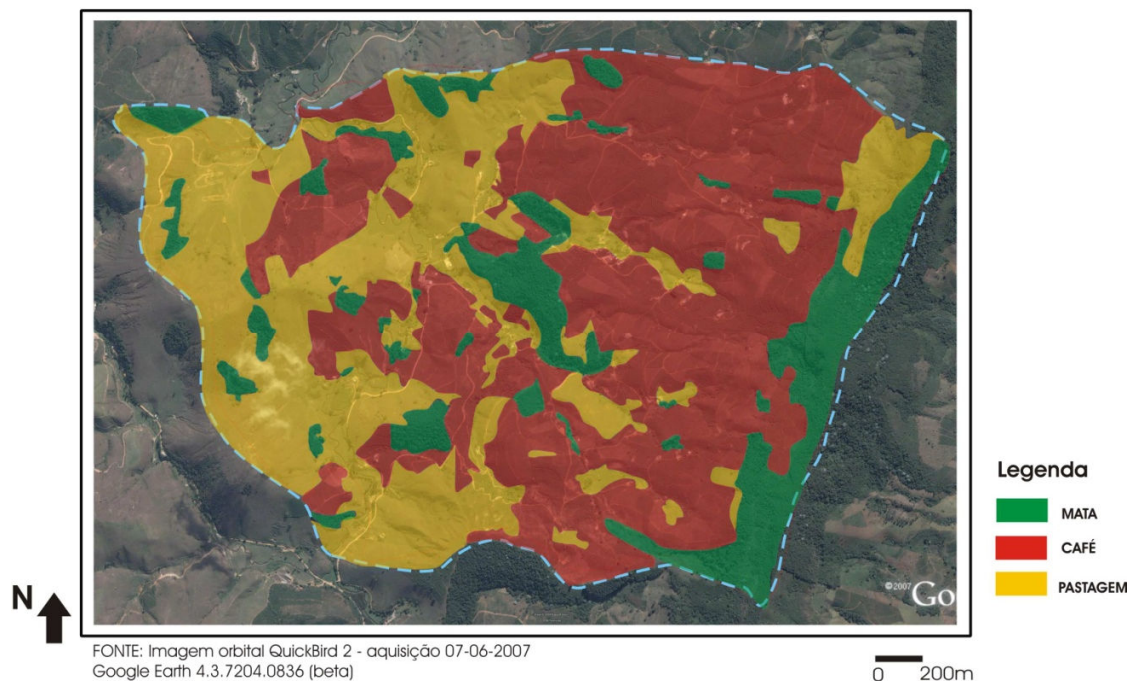 ©2007 Go
Legenda
MATA
CAFÉ
PASTAGEM
N
FONTE: Imagem orbital QuickBird 2 - aquisição 07-06-2007
Google Earth 4.3.7204.0836 (beta)
0 200m